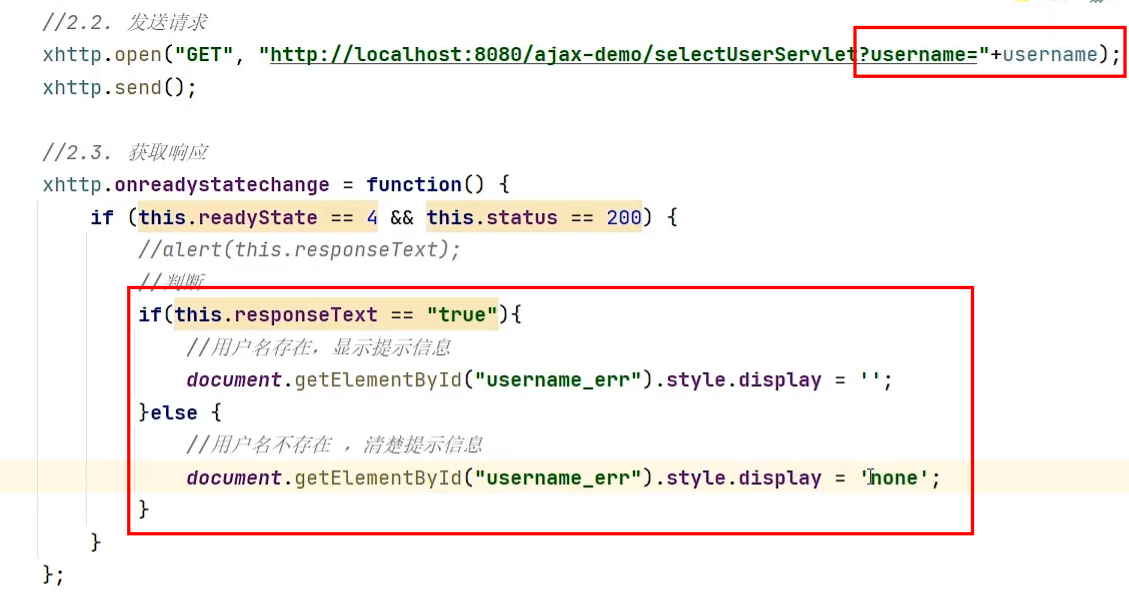 //2.2. 发送请求
xhttp.open("GET", "http://localhost:8080/ajax-demo/selectUserServlet?username="+username);
xhttp.send();
//2.3. 获取响应
xhttp.onreadystatechange = function() {
if (this.readyState == 4 && this.status == 200) {
//alert(this.responseText);
//判断
if(this.responseText == "true"){
//用户名存在，显示提示信息
document.getElementById("username_err").style.display = '';
}else {
//用户名不存在 ，清楚提示信息
document.getElementById("username_err").style.display = 'none';
}
}
};